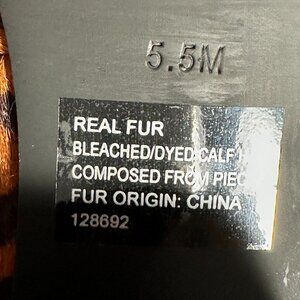 5.5M
REAL FUR
BLEACHED/DYED CALF
COMPOSED FROM
FUR ORIGIN: CHINA
128692